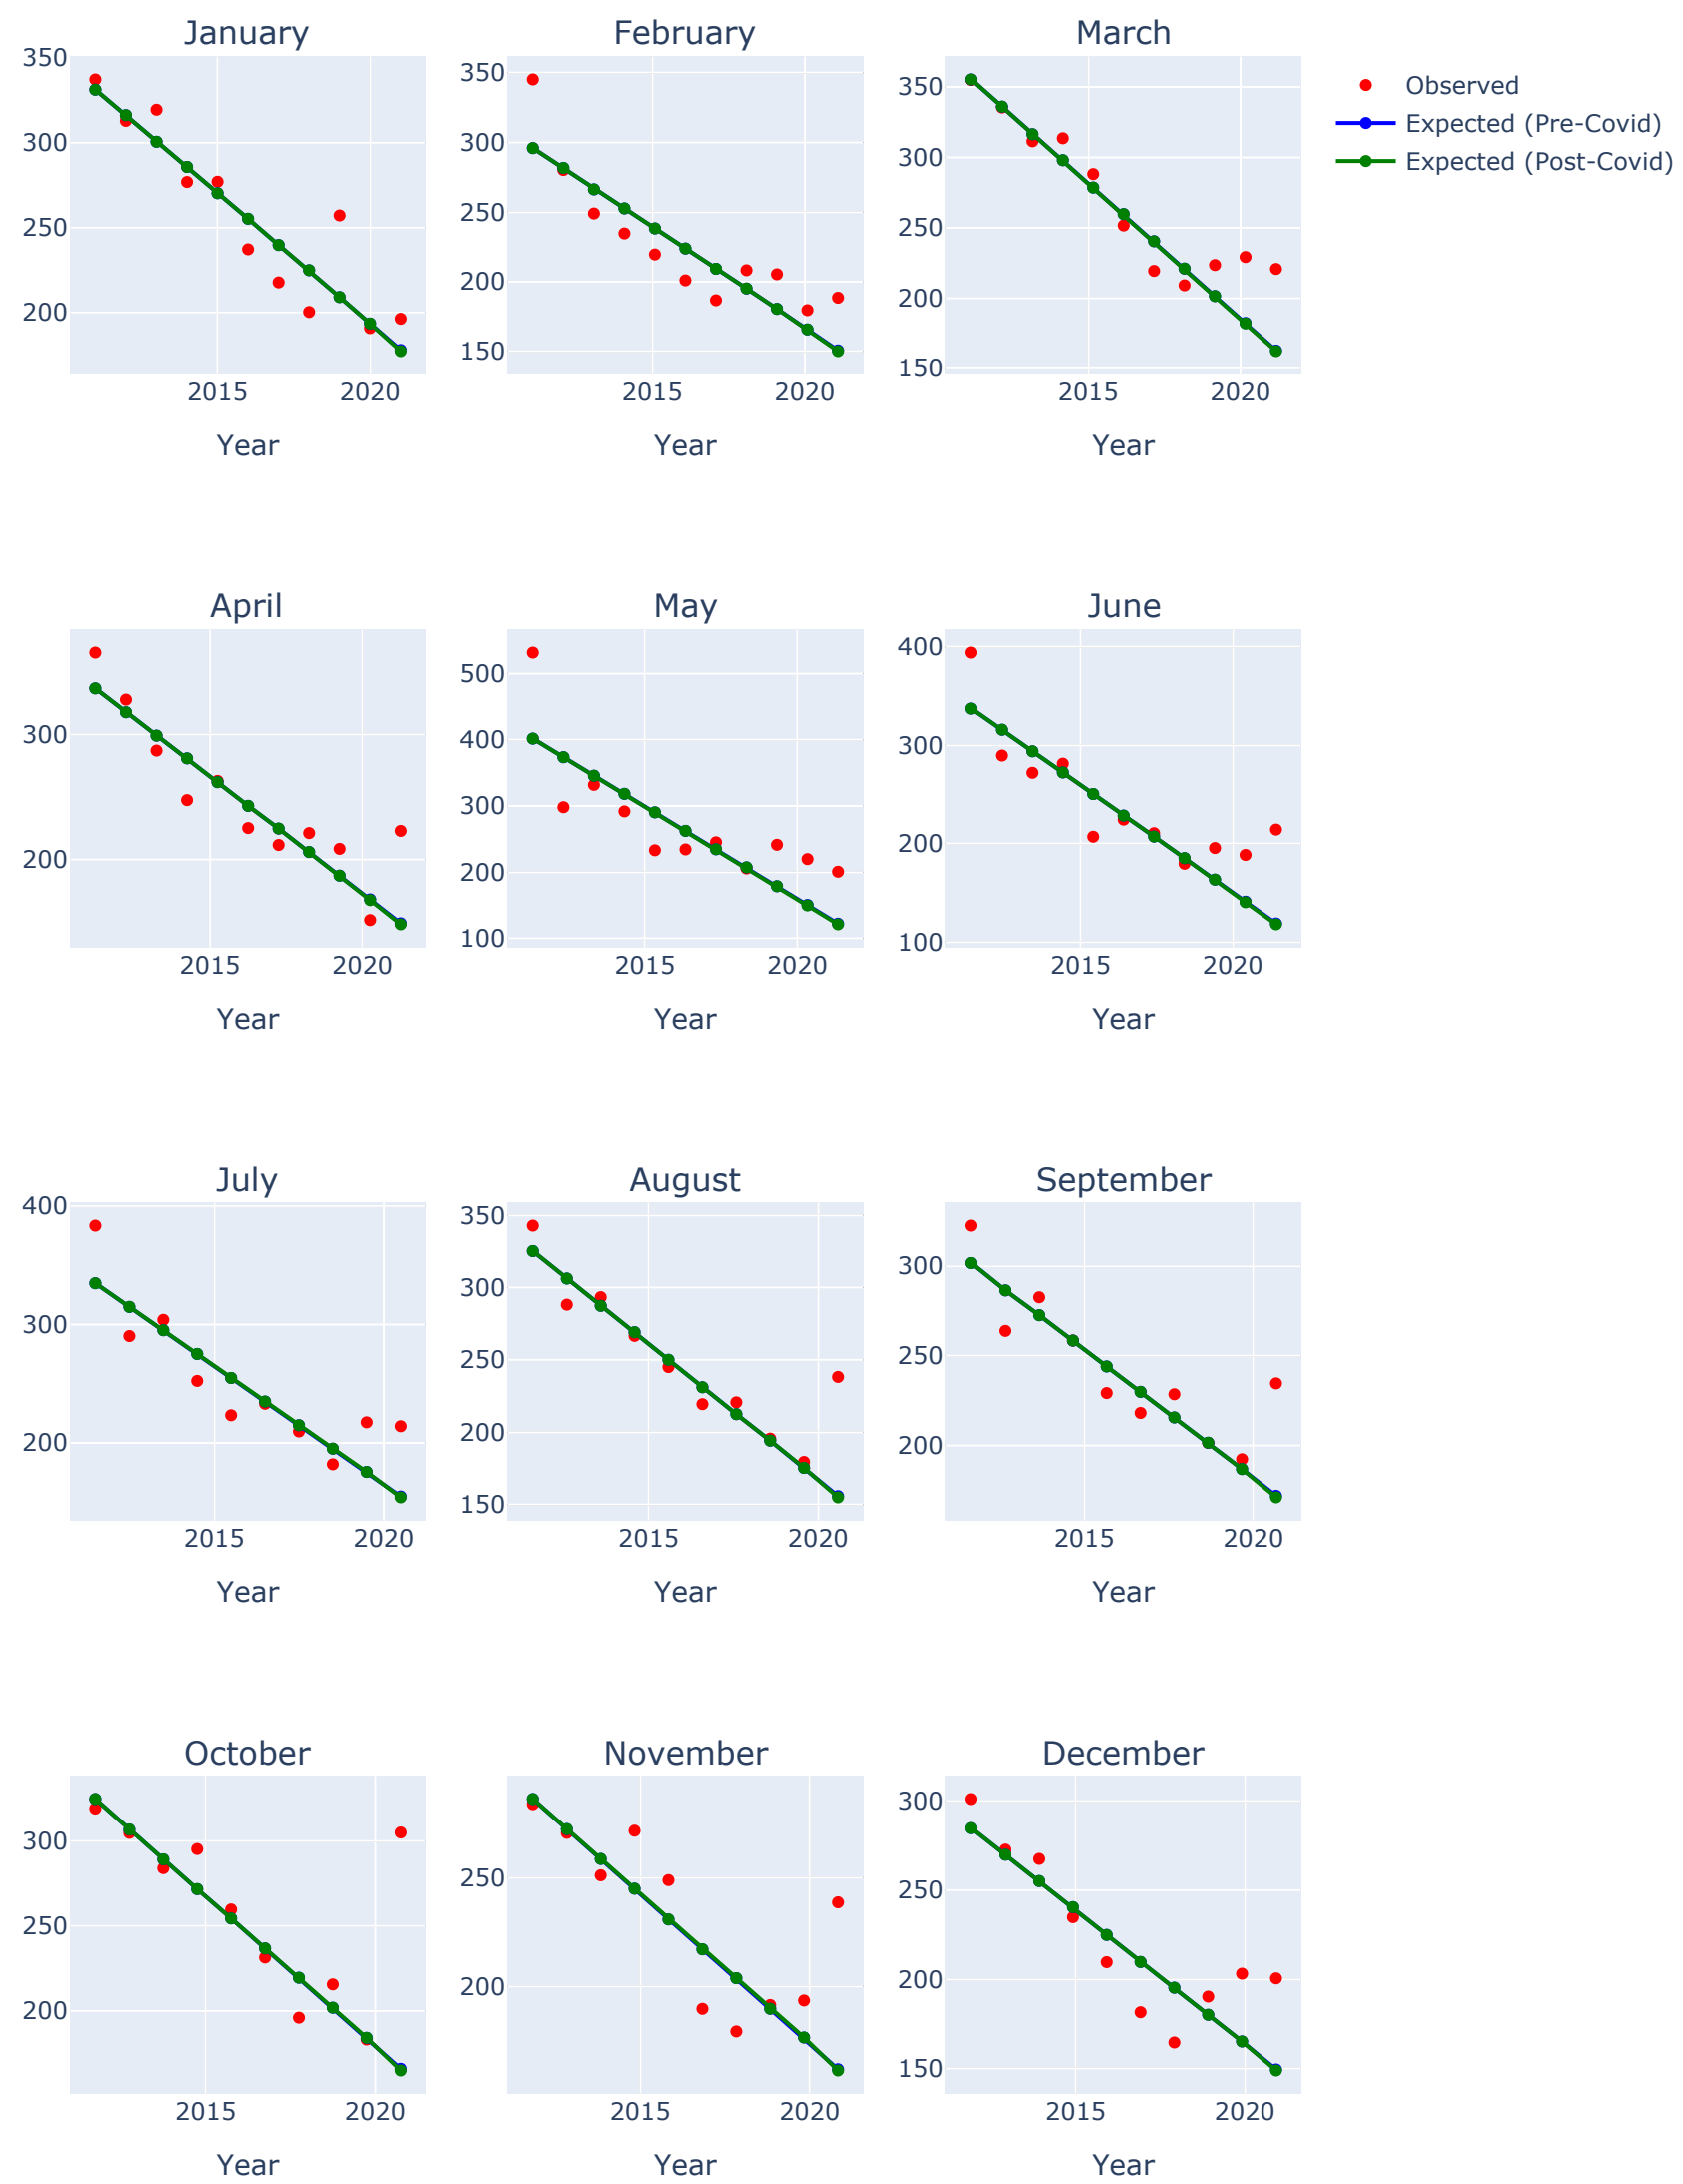 January
350
300
250
200
2015 2020
Year
February
350
300
250
200
150
2015 2020
Year
March
350
300
250
200
150
2015 2020
Year
Observed
Expected (Pre-Covid)
Expected (Post-Covid)
April
300
200
2015 2020
Year
May
500
400
300
200
100
2015 2020
Year
June
400
300
200
100
2015 2020
Year
July
400
300
200
2015 2020
Year
August
350
300
250
200
150
2015 2020
Year
September
300
250
200
2015 2020
Year
October
300
250
200
2015 2020
Year
November
250
200
2015 2020
Year
December
300
250
200
150
2015 2020
Year